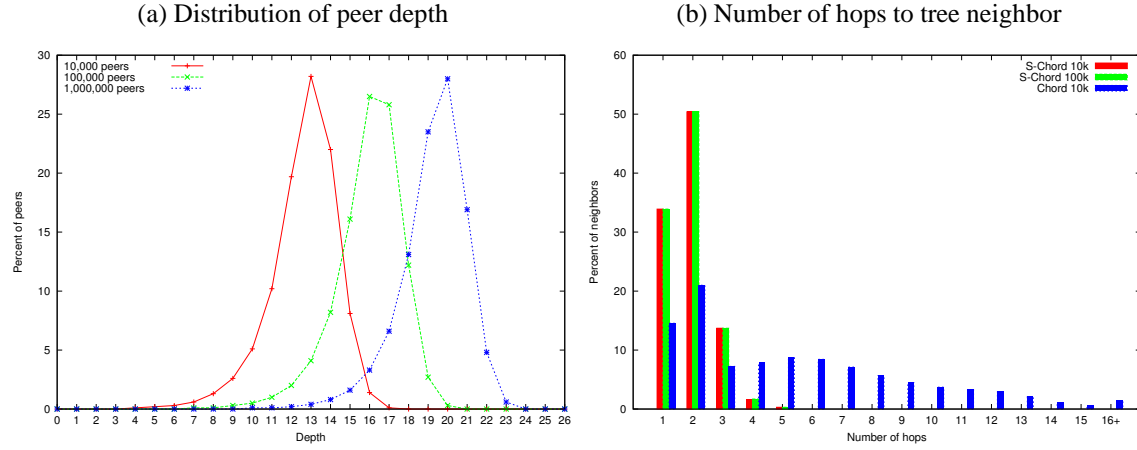 (a) Distribution of peer depth
30
25
20
15
10
5
0
Percent of peers
10,000 peers
100,000 peers
1,000,000 peers
0 1 2 3 4 5 6 7 8 9 10 11 12 13 14 15 16 17 18 19 20 21 22 23 24 25 26
Depth
(b) Number of hops to tree neighbor
60
50
40
30
20
10
0
Percent of neighbors
S-Chord 10k
S-Chord 100k
Chord 10k
1 2 3 4 5 6 7 8 9 10 11 12 13 14 15 16+
Number of hops